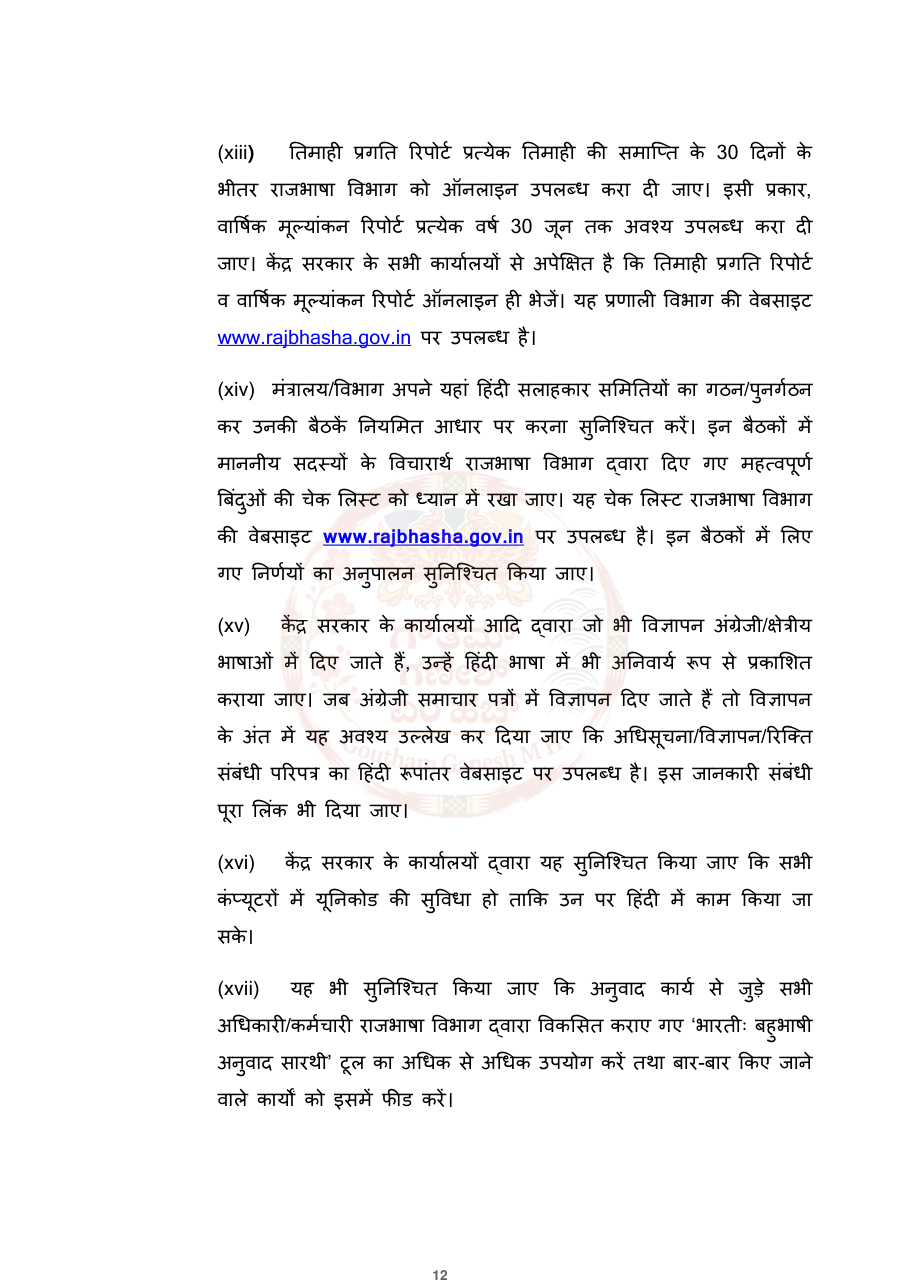 (xiii) तिमाही प्रगति रिपोर्ट प्रत्येक तिमाही की समाप्ति के 30 दिनों के
भीतर राजभाषा विभाग को ऑनलाइन उपलब्ध करा दी जाए। इसी प्रकार,
वार्षिक मूल्यांकन रिपोर्ट प्रत्येक वर्ष 30 जून तक अवश्य उपलब्ध करा दी
जाए। केंद्र सरकार के सभी कार्यालयों से अपेक्षित है कि तिमाही प्रगति रिपोर्ट
व वार्षिक मूल्यांकन रिपोर्ट ऑनलाइन ही भेजें। यह प्रणाली विभाग की वेबसाइट
www.rajbhasha.gov.in पर उपलब्ध है।
(xiv) मंत्रालय/विभाग अपने यहां हिंदी सलाहकार समितियों का गठन/पुनर्गठन
कर उनकी बैठकें नियमित आधार पर करना सुनिश्चित करें। इन बैठकों में
माननीय सदस्यों के विचारार्थ राजभाषा विभाग द्वारा दिए गए महत्वपूर्ण
बिंदुओं की चेक लिस्ट को ध्यान में रखा जाए। यह चेक लिस्ट राजभाषा विभाग
की वेबसाइट www.rajbhasha.gov.in पर उपलब्ध है। इन बैठकों में लिए
गए निर्णयों का अनुपालन सुनिश्चित किया जाए।
(xv) केंद्र सरकार के कार्यालयों आदि द्वारा जो भी विज्ञापन अंग्रेजी/क्षेत्रीय
भाषाओं में दिए जाते हैं, उन्हें हिंदी भाषा में भी अनिवार्य रूप से प्रकाशित
कराया जाए। जब अंग्रेजी समाचार पत्रों में विज्ञापन दिए जाते हैं तो विज्ञापन
के अंत में यह अवश्य उल्लेख कर दिया जाए कि अधिसूचना/विज्ञापन/रिक्ति
संबंधी परिपत्र का हिंदी रूपांतर वेबसाइट पर उपलब्ध है। इस जानकारी संबंधी
पूरा लिंक भी दिया जाए।
(xvi) केंद्र सरकार के कार्यालयों द्वारा यह सुनिश्चित किया जाए कि सभी
कंप्यूटरों में यूनिकोड की सुविधा हो ताकि उन पर हिंदी में काम किया जा
सके।
(xvii) यह भी सुनिश्चित किया जाए कि अनुवाद कार्य से जुड़े सभी
अधिकारी/कर्मचारी राजभाषा विभाग द्वारा विकसित कराए गए ‘भारतीः बहुभाषी
अनुवाद सारथी’ टूल का अधिक से अधिक उपयोग करें तथा बार-बार किए जाने
वाले कार्यों को इसमें फीड करें।
Goutham Ganesh M H
12